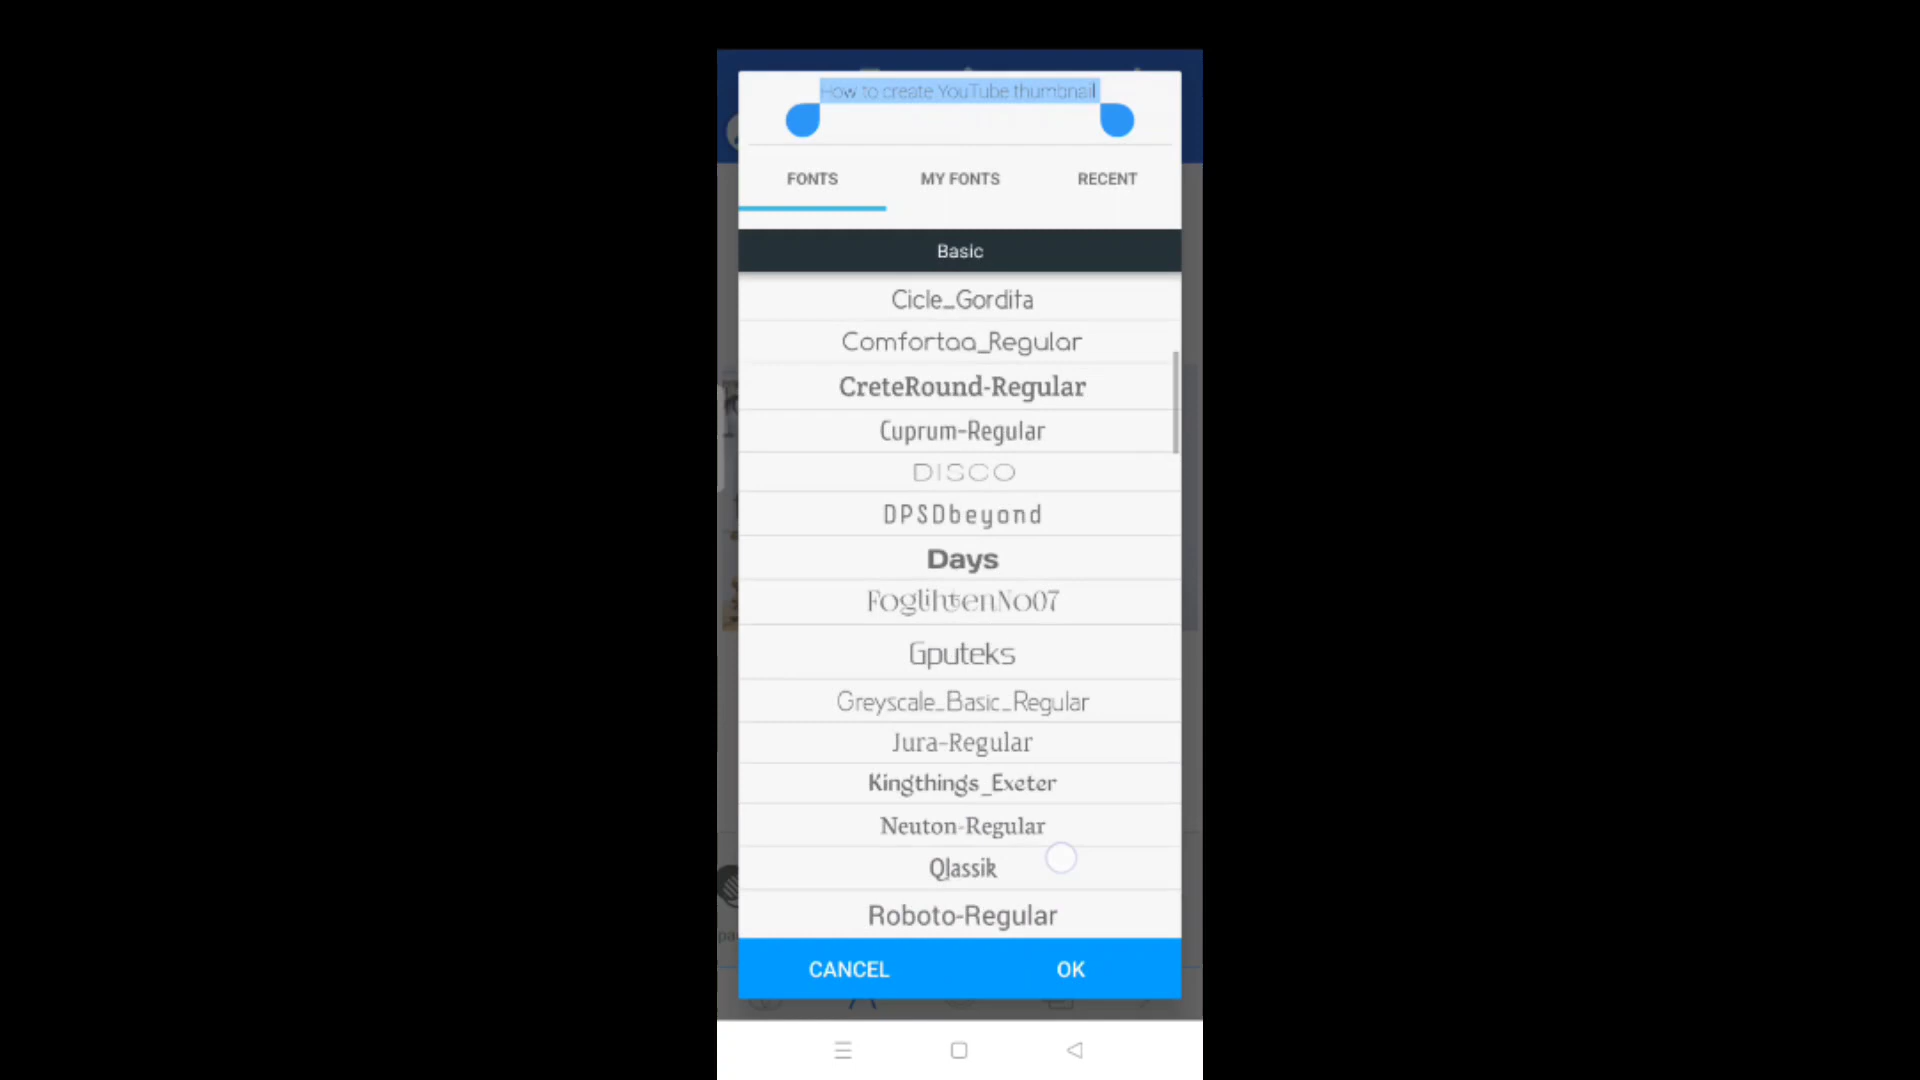 How to create YouTube thumbnail
FONTS MY FONTS RECENT
Basic
Cicle_Gordita
Comfortaa_Regular
CreteRound-Regular
Cuprum-Regular
DISCO
DPSDbeyond
Days
FoglihtenNo07
Gputeks
Greyscale_Basic_Regular
Jura-Regular
Kingthings_Exeter
Neuton-Regular
Qlassik
Roboto-Regular
CANCEL OK